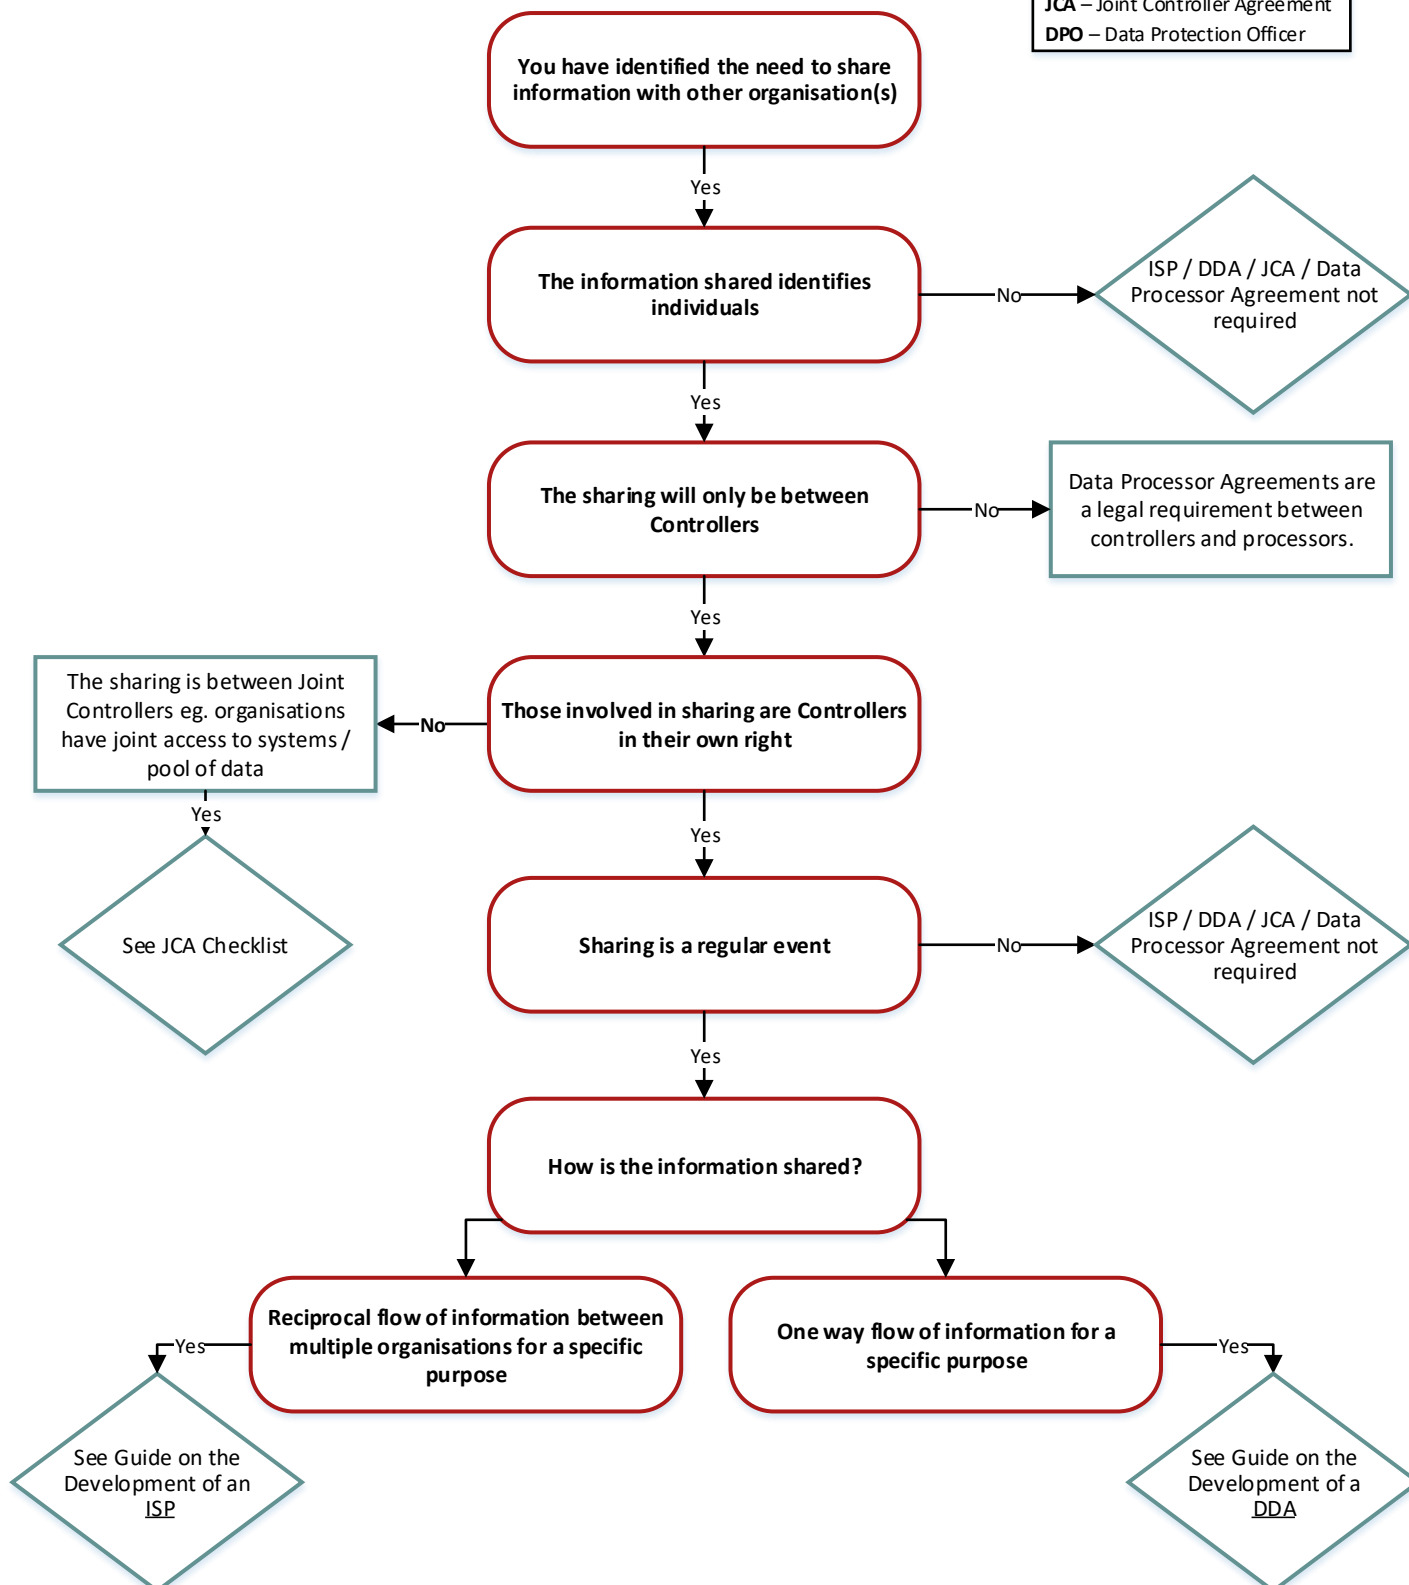 JCA – Joint Controller Agreement
DPO – Data Protection Officer
You have identified the need to share
information with other organisation(s)
Yes
The information shared identifies
individuals
No
ISP / DDA / JCA / Data
Processor Agreement not
required
Yes
The sharing will only be between
Controllers
No
Data Processor Agreements are
a legal requirement between
controllers and processors.
Yes
Those involved in sharing are Controllers
in their own right
No
The sharing is between Joint
Controllers eg. organisations
have joint access to systems /
pool of data
Yes
See JCA Checklist
Yes
Sharing is a regular event
No
ISP / DDA / JCA / Data
Processor Agreement not
required
Yes
How is the information shared?
Reciprocal flow of information between
multiple organisations for a specific
purpose
Yes
See Guide on the
Development of an
ISP
One way flow of information for a
specific purpose
Yes
See Guide on the
Development of a
DDA